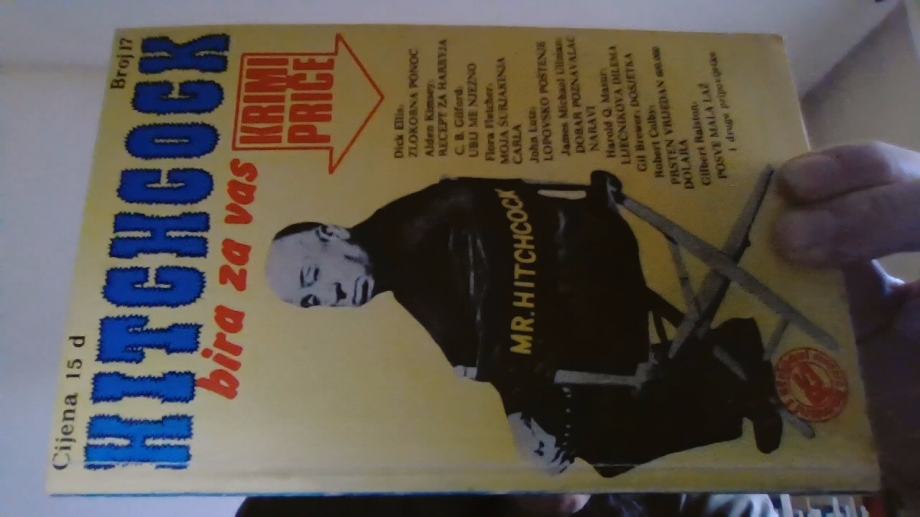 Cijena 15 d
Broj 17
HITCHCOCK
bira za vas
KRIMI
PRIČE
Dick Ellis:
ZLOKOBNA PONOĆ
Alden Kimsey:
RECEPT ZA HARRYJA
C. B. Gilford:
UBIJ ME NJEŽNO
Flora Fletcher:
MOJA ŠURJAKINJA
CARLA
John Lutz:
LOPOVSKO POŠTENJE
James Michael Ullman:
DOBAR POZNAVALAC
NARAVI
Harold Q. Masur:
LIJEČNIKOVA DILEMA
Gil Brewer: DOSJETKA
Robert Colby:
PRSTEN VRIJEDAN 600.000
DOLARA
Gilbert Ralston:
POSVE MALA LAŽ
i druge pripovijetke
MR. HITCHCOCK